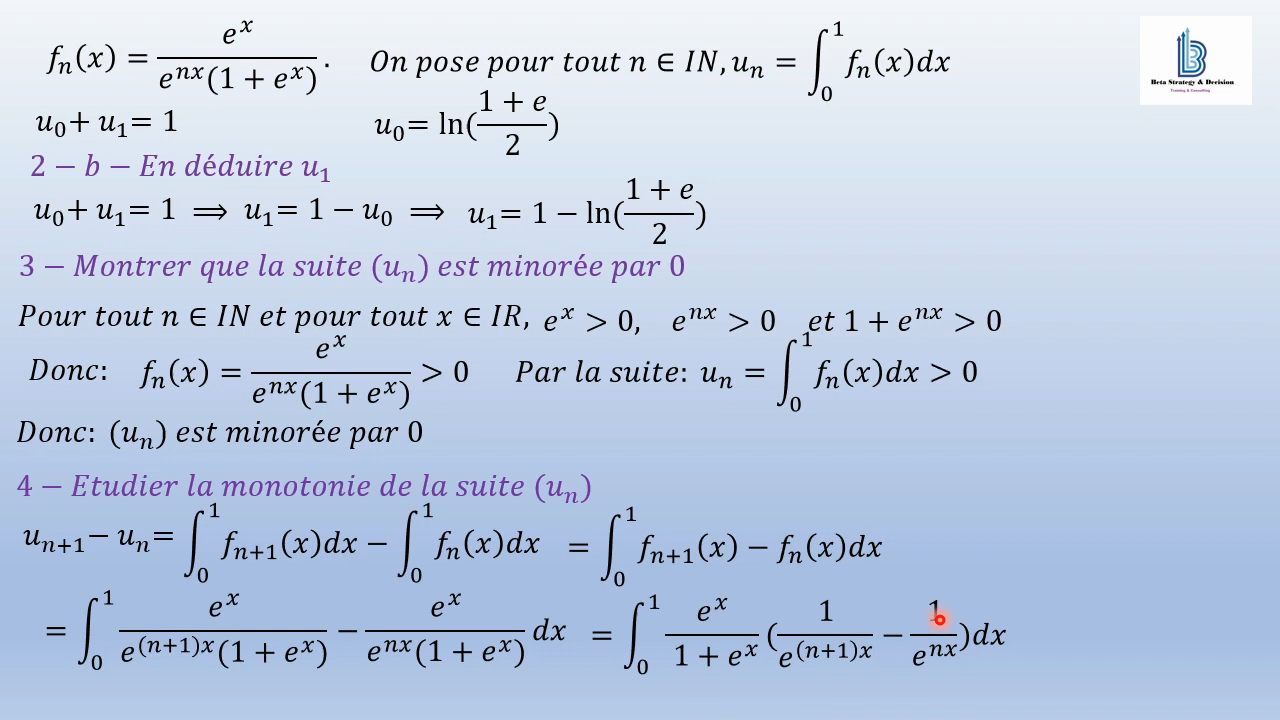 f_n(x) = e^x / (e^{nx}(1 + e^x)) . On pose pour tout n ∈ IN, u_n = ∫_0^1 f_n(x)dx
Beta Strategy & Decision
Training & Consulting
u_0 + u_1 = 1 u_0 = ln((1 + e)/2)
2 − b − En déduire u_1
u_0 + u_1 = 1 ⟹ u_1 = 1 − u_0 ⟹ u_1 = 1 − ln((1 + e)/2)
3 − Montrer que la suite (u_n) est minorée par 0
Pour tout n ∈ IN et pour tout x ∈ IR, e^x > 0, e^{nx} > 0 et 1 + e^{nx} > 0
Donc: f_n(x) = e^x / (e^{nx}(1 + e^x)) > 0 Par la suite: u_n = ∫_0^1 f_n(x)dx > 0
Donc: (u_n) est minorée par 0
4 − Etudier la monotonie de la suite (u_n)
u_{n+1} − u_n = ∫_0^1 f_{n+1}(x)dx − ∫_0^1 f_n(x)dx = ∫_0^1 f_{n+1}(x) − f_n(x)dx
= ∫_0^1 e^x / (e^{(n+1)x}(1 + e^x)) − e^x / (e^{nx}(1 + e^x)) dx = ∫_0^1 e^x / (1 + e^x) (1 / e^{(n+1)x} − 1 / e^{nx})dx